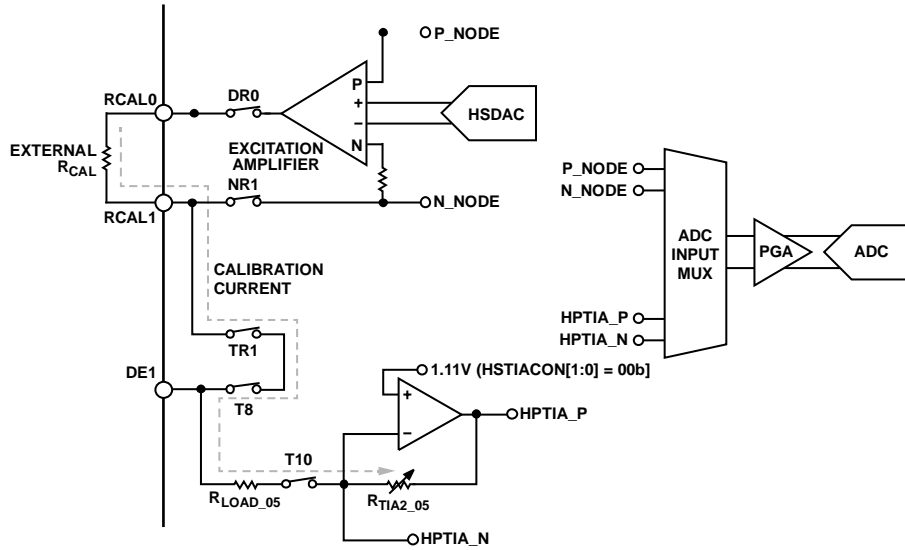 P_NODE
RCAL0
DR0
P
+
−
N
HSDAC
EXCITATION
AMPLIFIER
EXTERNAL
RCAL
NR1
RCAL1
N_NODE
P_NODE
N_NODE
ADC
INPUT
MUX
PGA
ADC
HPTIA_P
HPTIA_N
CALIBRATION
CURRENT
TR1
DE1
T8
1.11V (HSTIACON[1:0] = 00b]
+
−
HPTIA_P
T10
RLOAD_05
RTIA2_05
HPTIA_N